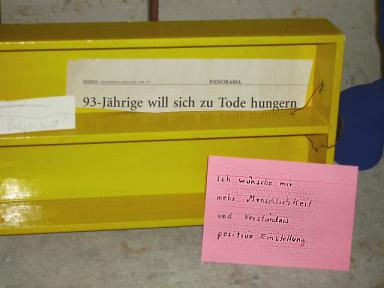 PANORAMA
93-Jährige will sich zu Tode hungern
Ich wünsche mir
mehr Menschlichkeit
und Verständnis
positive Einstellung